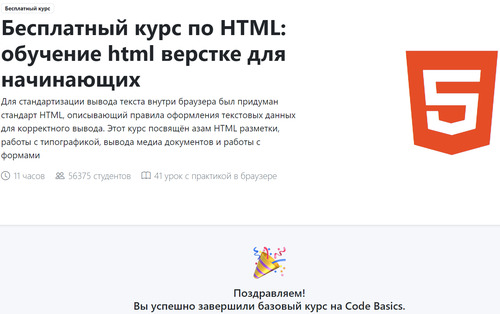 Бесплатный курс
Бесплатный курс по HTML:
обучение html верстке для
начинающих
Для стандартизации вывода текста внутри браузера был придуман
стандарт HTML, описывающий правила оформления текстовых данных
для корректного вывода. Этот курс посвящён азам HTML разметки,
работы с типографикой, вывода медиа документов и работы с
формами
11 часов 56375 студентов 41 урок с практикой в браузере
5
Поздравляем!
Вы успешно завершили базовый курс на Code Basics.